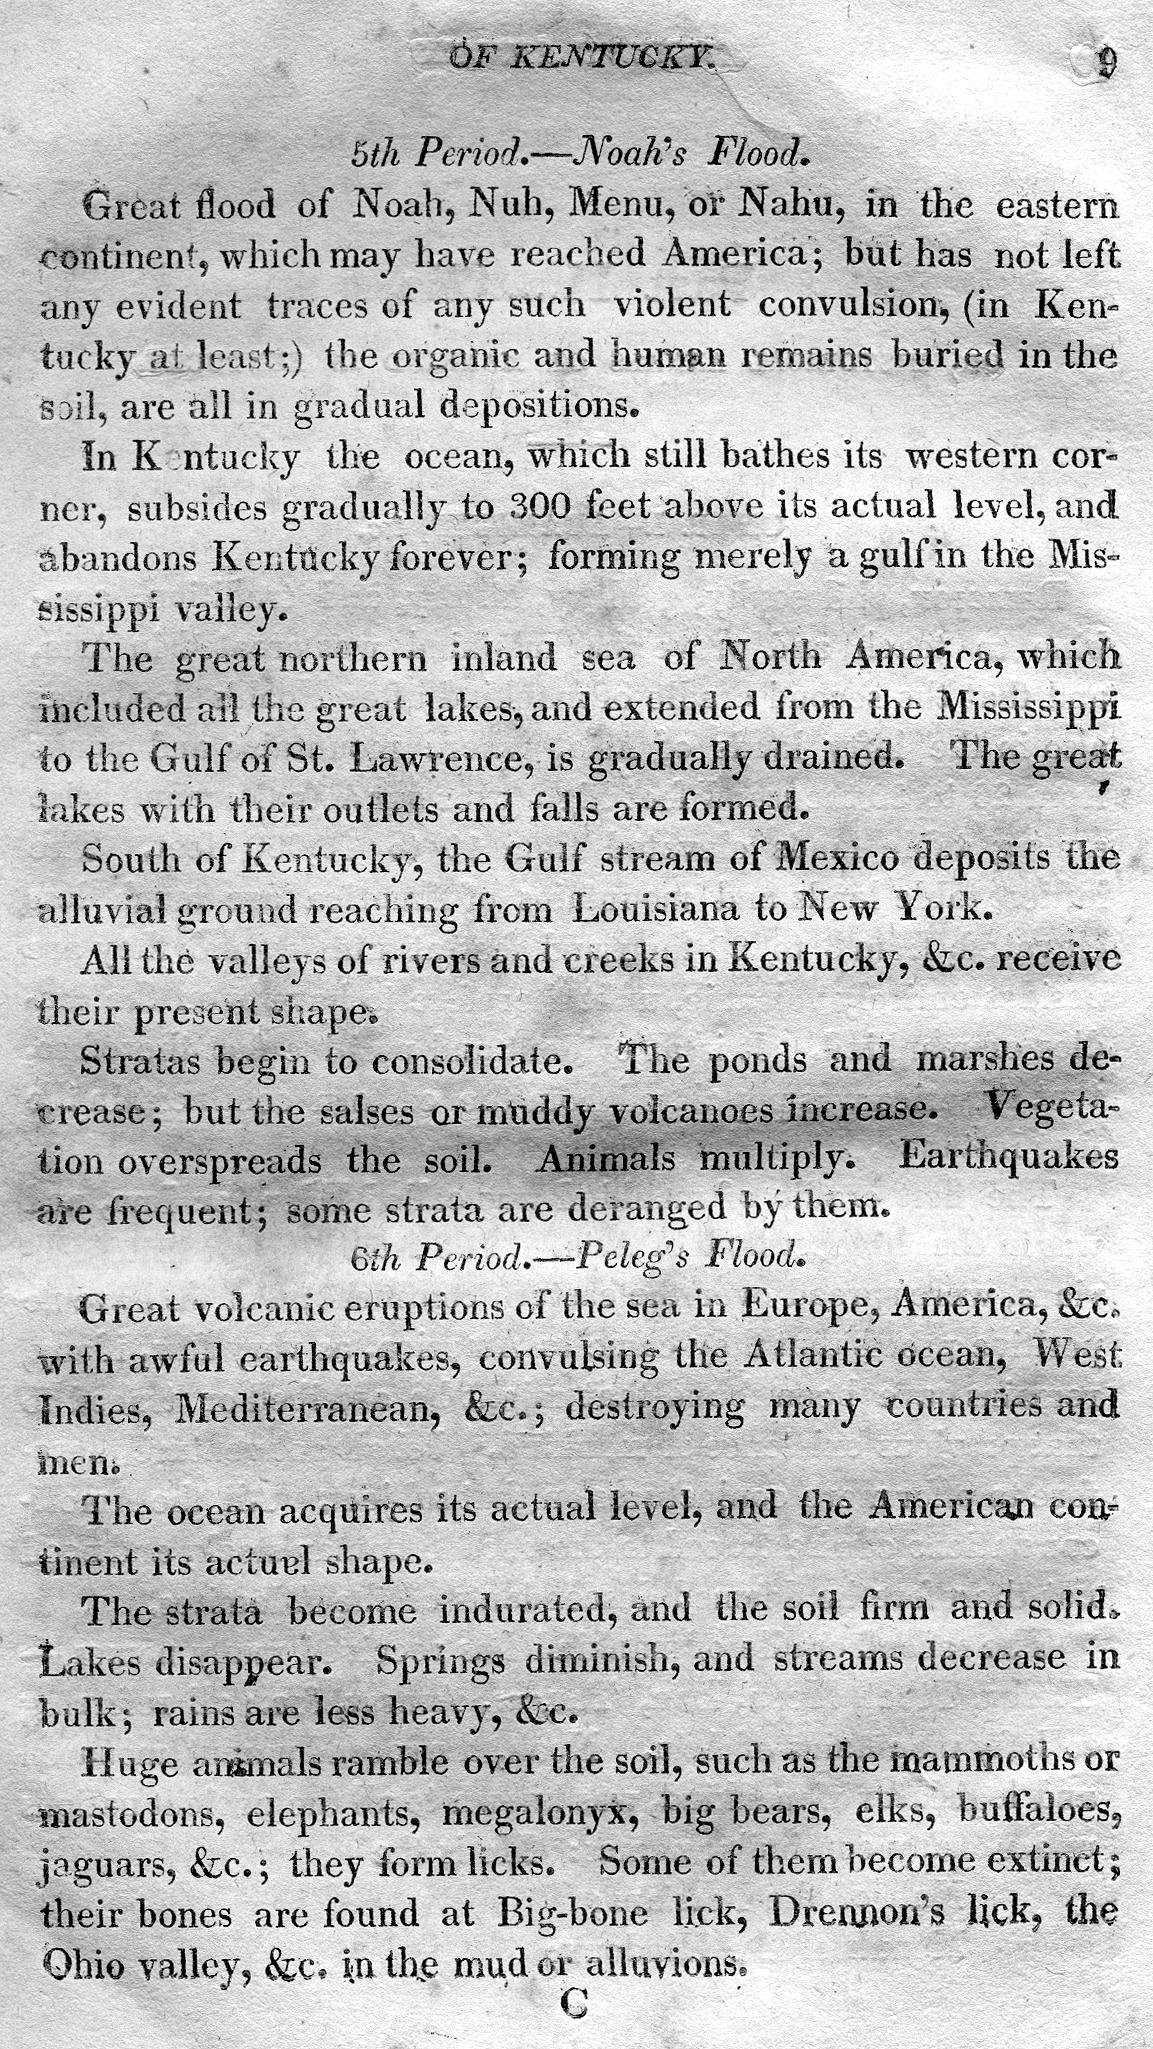 OF KENTUCKY. 9
5th Period.—Noah's Flood.
Great flood of Noah, Nuh, Menu, or Nahu, in the eastern
continent, which may have reached America; but has not left
any evident traces of any such violent convulsion, (in Ken-
tucky at least;) the organic and human remains buried in the
soil, are all in gradual depositions.
In Kentucky the ocean, which still bathes its western cor-
ner, subsides gradually to 300 feet above its actual level, and
abandons Kentucky forever; forming merely a gulf in the Mis-
sissippi valley.
The great northern inland sea of North America, which
included all the great lakes, and extended from the Mississippi
to the Gulf of St. Lawrence, is gradually drained. The great
lakes with their outlets and falls are formed.
South of Kentucky, the Gulf stream of Mexico deposits the
alluvial ground reaching from Louisiana to New York.
All the valleys of rivers and creeks in Kentucky, &c. receive
their present shape.
Stratas begin to consolidate. The ponds and marshes de-
crease; but the salses or muddy volcanoes increase. Vegeta-
tion overspreads the soil. Animals multiply. Earthquakes
are frequent; some strata are deranged by them.
6th Period.—Peleg's Flood.
Great volcanic eruptions of the sea in Europe, America, &c.
with awful earthquakes, convulsing the Atlantic ocean, West
Indies, Mediterranean, &c.; destroying many countries and
men.
The ocean acquires its actual level, and the American con-
tinent its actual shape.
The strata become indurated, and the soil firm and solid.
Lakes disappear. Springs diminish, and streams decrease in
bulk; rains are less heavy, &c.
Huge animals ramble over the soil, such as the mammoths or
mastodons, elephants, megalonyx, big bears, elks, buffaloes,
jaguars, &c.; they form licks. Some of them become extinct;
their bones are found at Big-bone lick, Drennon's lick, the
Ohio valley, &c. in the mud or alluvions.
C